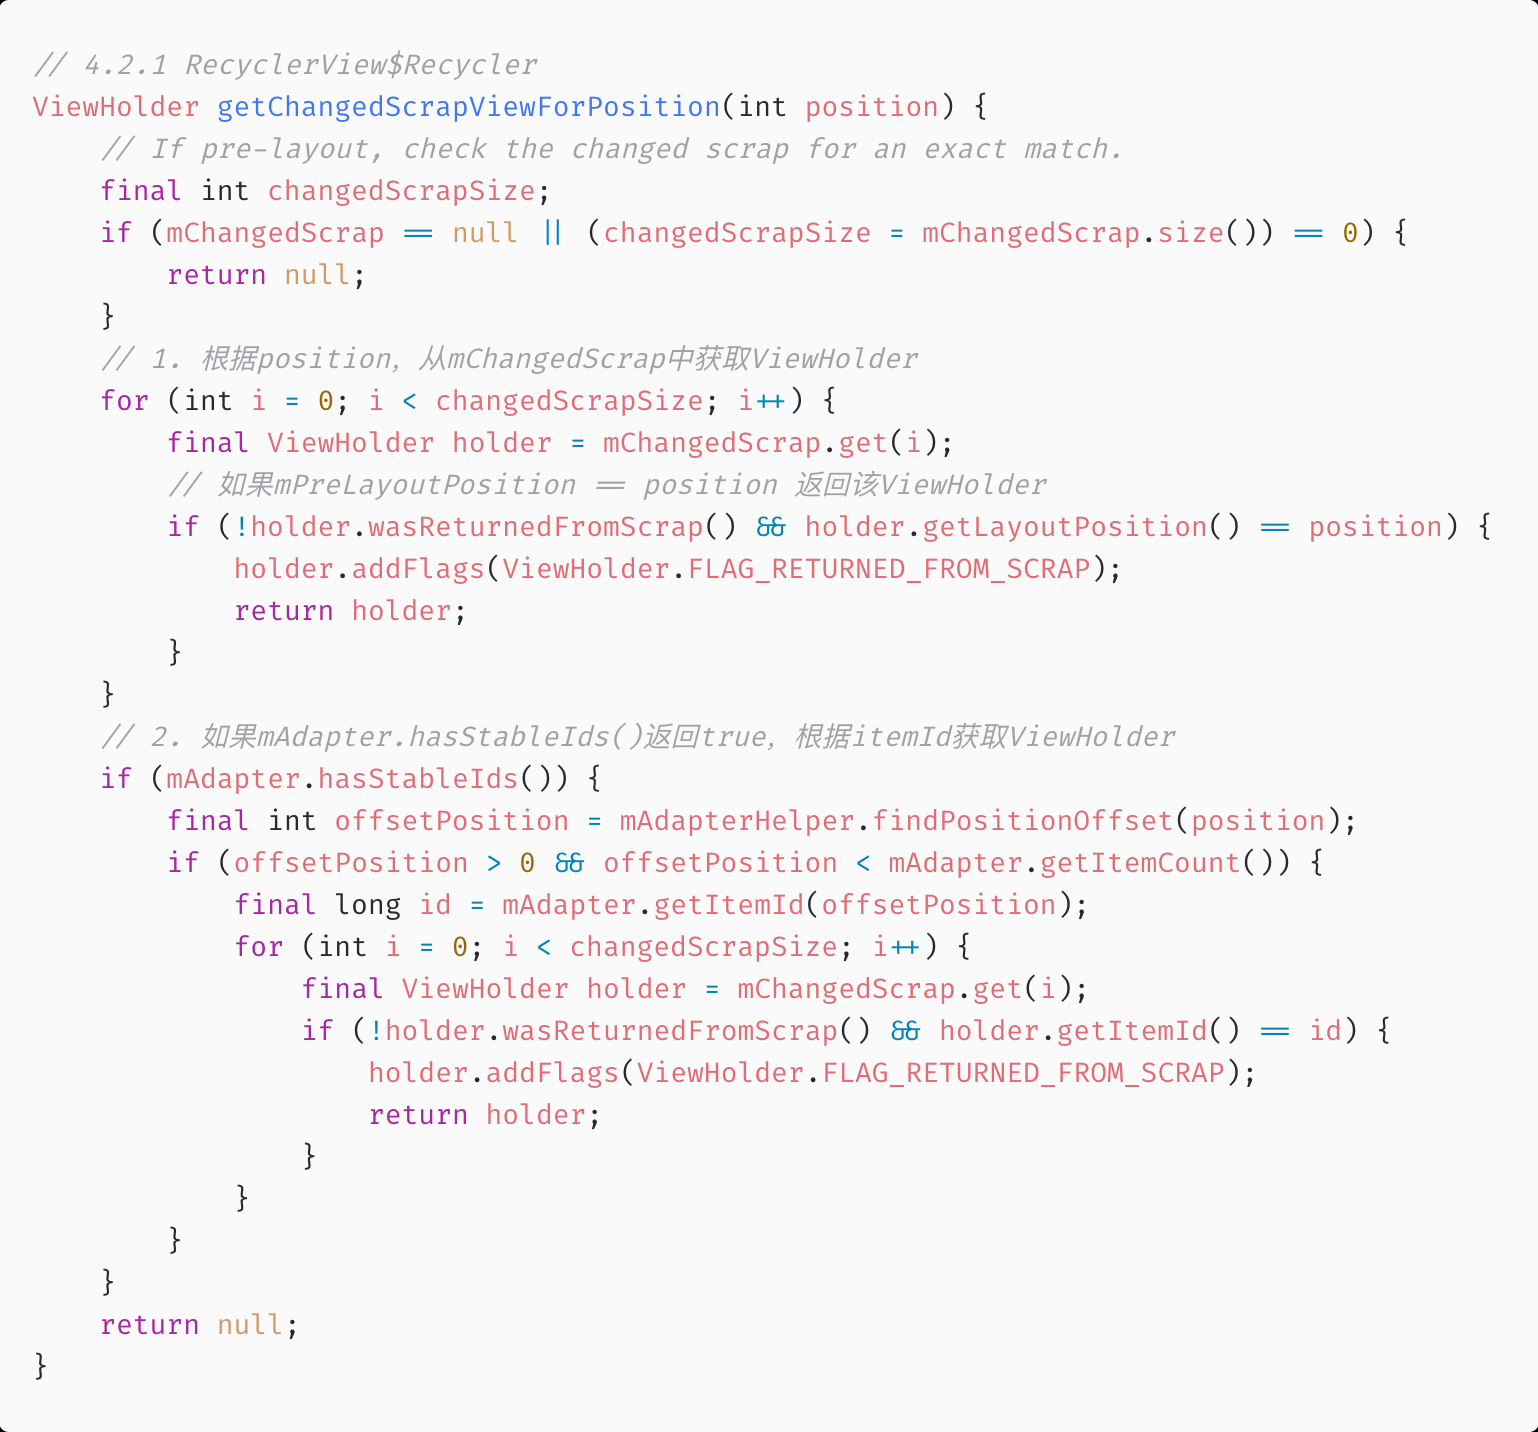 // 4.2.1 RecyclerView$Recycler
ViewHolder getChangedScrapViewForPosition(int position) {
    // If pre-layout, check the changed scrap for an exact match.
    final int changedScrapSize;
    if (mChangedScrap == null || (changedScrapSize = mChangedScrap.size()) == 0) {
        return null;
    }
    // 1. 根据position，从mChangedScrap中获取ViewHolder
    for (int i = 0; i < changedScrapSize; i++) {
        final ViewHolder holder = mChangedScrap.get(i);
        // 如果mPreLayoutPosition == position 返回该ViewHolder
        if (!holder.wasReturnedFromScrap() && holder.getLayoutPosition() == position) {
            holder.addFlags(ViewHolder.FLAG_RETURNED_FROM_SCRAP);
            return holder;
        }
    }
    // 2. 如果mAdapter.hasStableIds()返回true，根据itemId获取ViewHolder
    if (mAdapter.hasStableIds()) {
        final int offsetPosition = mAdapterHelper.findPositionOffset(position);
        if (offsetPosition > 0 && offsetPosition < mAdapter.getItemCount()) {
            final long id = mAdapter.getItemId(offsetPosition);
            for (int i = 0; i < changedScrapSize; i++) {
                final ViewHolder holder = mChangedScrap.get(i);
                if (!holder.wasReturnedFromScrap() && holder.getItemId() == id) {
                    holder.addFlags(ViewHolder.FLAG_RETURNED_FROM_SCRAP);
                    return holder;
                }
            }
        }
    }
    return null;
}